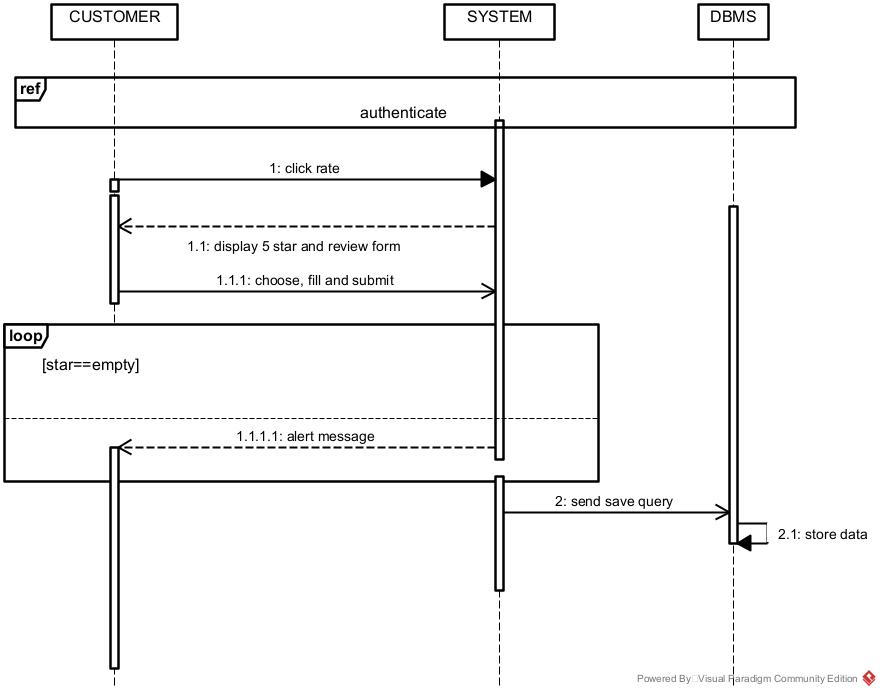 CUSTOMER
SYSTEM
DBMS
ref
authenticate
1: click rate
1.1: display 5 star and review form
1.1.1: choose, fill and submit
loop
[star==empty]
1.1.1.1: alert message
2: send save query
2.1: store data
Powered By Visual Paradigm Community Edition